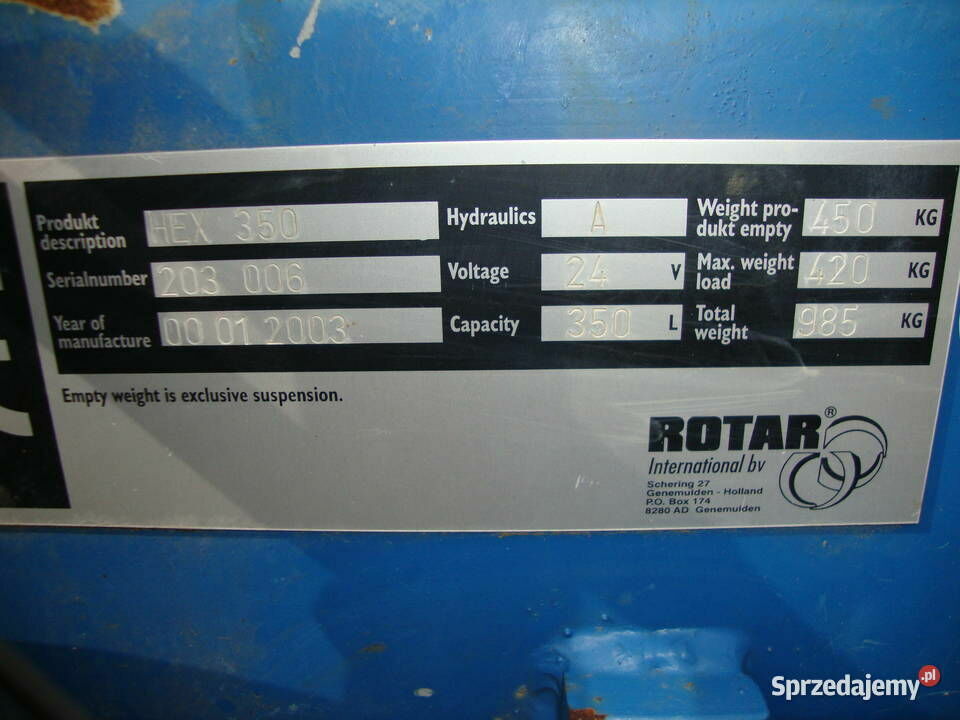 Produkt description HEX 350 Hydraulics A Weight pro-dukt empty 450 KG
Serialnumber 203 006 Voltage 24 V Max. weight load 420 KG
Year of manufacture 00 01 2003 Capacity 350 L Total weight 985 KG
Empty weight is exclusive suspension.
ROTAR®
International bv
Schering 27
Genemuiden - Holland
P.O. Box 174
8280 AD Genemuiden
Sprzedajemy.pl